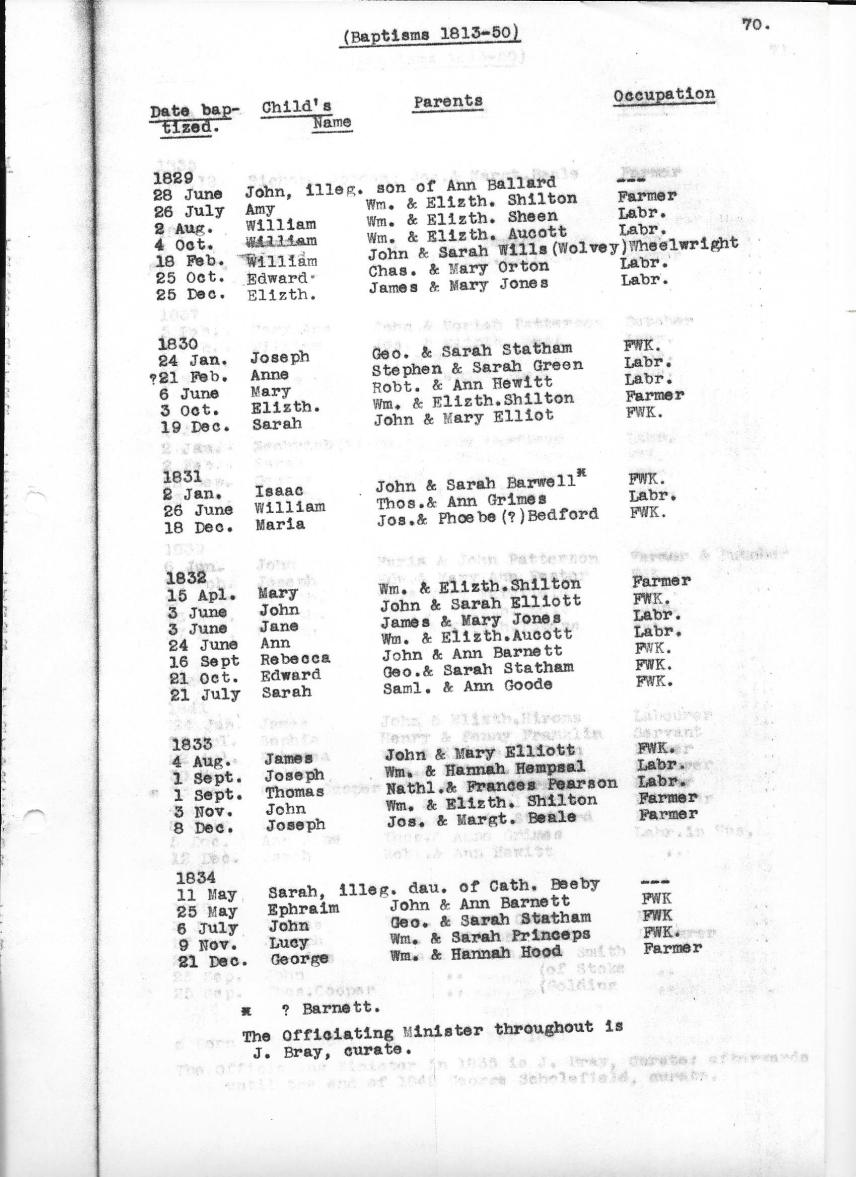 70.
(Baptisms 1813-50)
Date bap- Child's Parents Occupation
tized. Name
1829
28 June John, illeg. son of Ann Ballard ---
26 July Amy Wm. & Elizth. Shilton Farmer
2 Aug. William Wm. & Elizth. Sheen Labr.
4 Oct. William Wm. & Elizth. Aucott Labr.
18 Feb. William John & Sarah Wills(Wolvey)Wheelwright
25 Oct. Edward Chas. & Mary Orton Labr.
25 Dec. Elizth. James & Mary Jones Labr.
1830
24 Jan. Joseph Geo. & Sarah Statham FWK.
?21 Feb. Anne Stephen & Sarah Green Labr.
6 June Mary Robt. & Ann Hewitt Labr.
3 Oct. Elizth. Wm. & Elizth.Shilton Farmer
19 Dec. Sarah John & Mary Elliot FWK.
1831
2 Jan. Isaac John & Sarah Barwell* FWK.
26 June William Thos.& Ann Grimes Labr.
18 Dec. Maria Jos.& Phoebe(?)Bedford FWK.
1832
15 Apl. Mary Wm. & Elizth.Shilton Farmer
3 June John John & Sarah Elliott FWK.
3 June Jane James & Mary Jones Labr.
24 June Ann Wm. & Elizth.Aucott Labr.
16 Sept Rebecca John & Ann Barnett FWK.
21 Oct. Edward Geo.& Sarah Statham FWK.
21 July Sarah Saml. & Ann Goode FWK.
1833
4 Aug. James John & Mary Elliott FWK.
1 Sept. Joseph Wm. & Hannah Hempsal Labr.
1 Sept. Thomas Nathl.& Frances Pearson Labr.
3 Nov. John Wm. & Elizth. Shilton Farmer
8 Dec. Joseph Jos. & Margt. Beale Farmer
1834
11 May Sarah, illeg. dau. of Cath. Beeby ---
25 May Ephraim John & Ann Barnett FWK
6 July John Geo. & Sarah Statham FWK
9 Nov. Lucy Wm. & Sarah Princeps FWK.
21 Dec. George Wm. & Hannah Hood Farmer
* ? Barnett.
The Officiating Minister throughout is
J. Bray, curate.